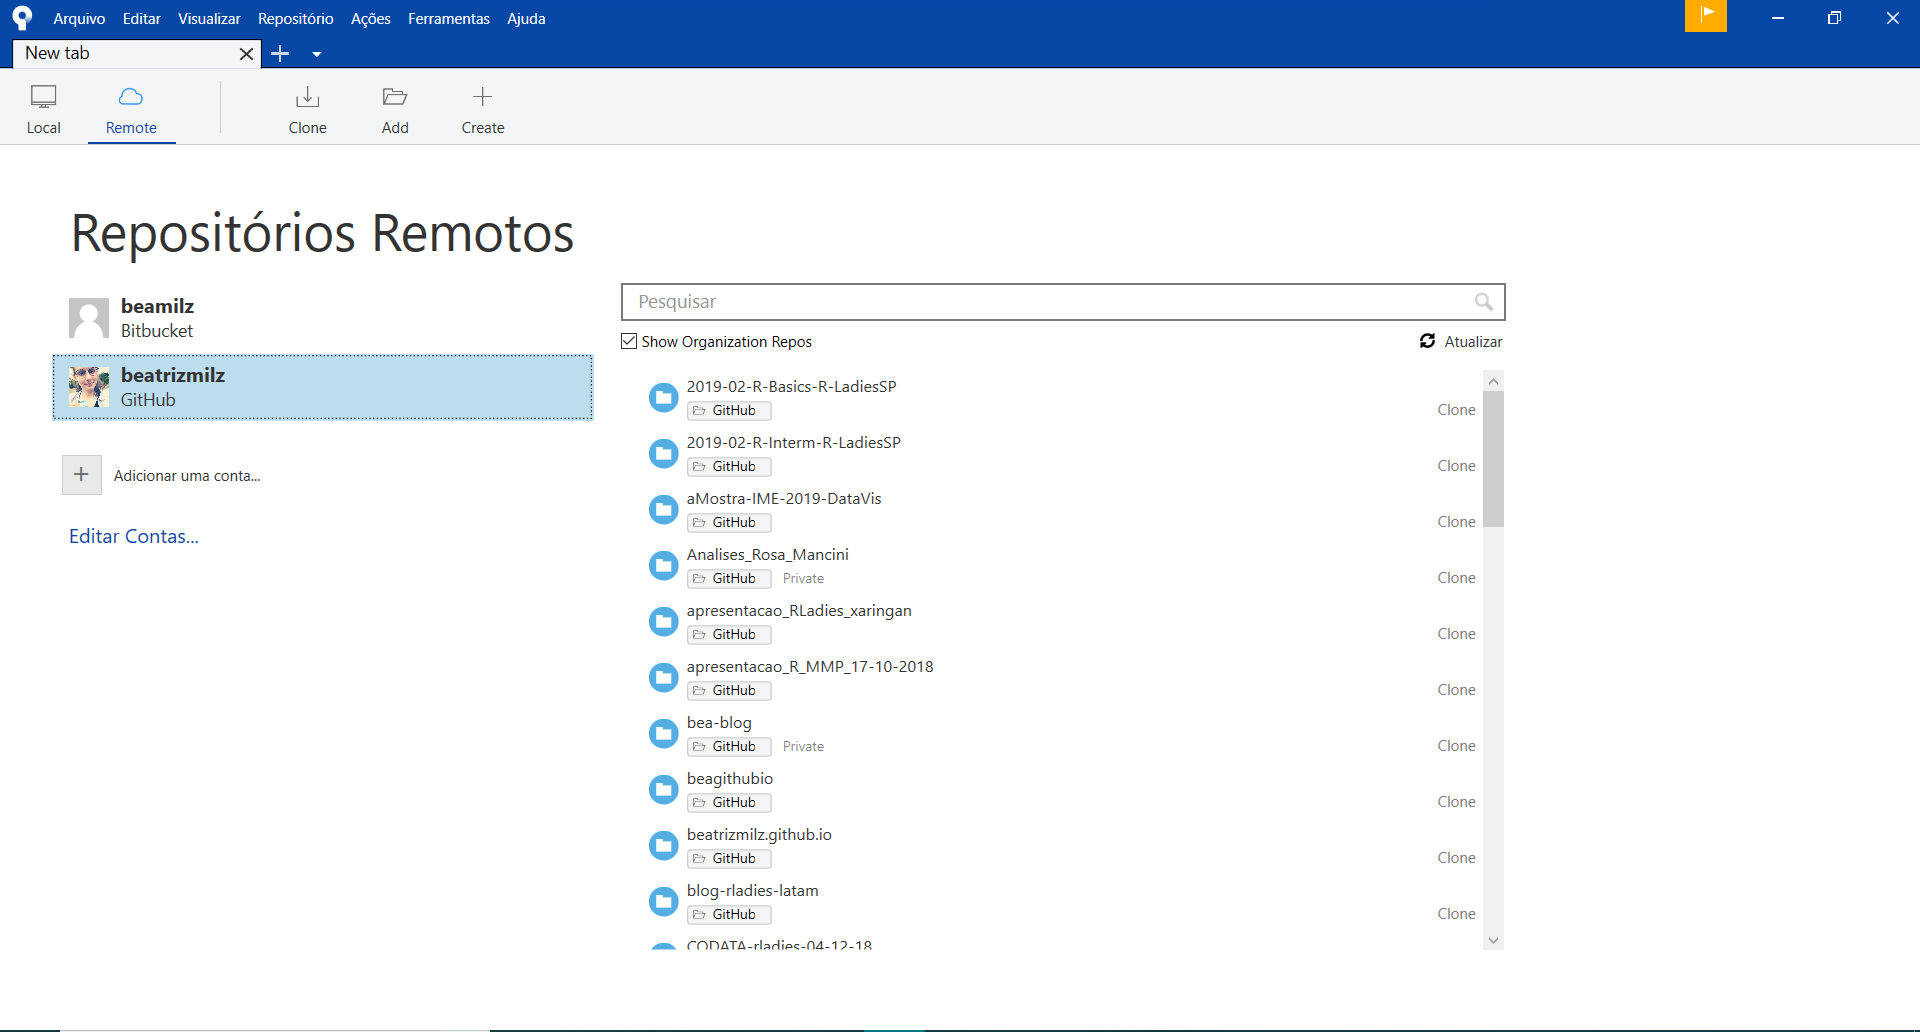 Arquivo Editar Visualizar Repositório Ações Ferramentas Ajuda
New tab
Local Remote Clone Add Create
Repositórios Remotos
beamilz
Bitbucket
beatrizmilz
GitHub
Adicionar uma conta...
Editar Contas...
Pesquisar
Show Organization Repos Atualizar
2019-02-R-Basics-R-LadiesSP
GitHub Clone
2019-02-R-Interm-R-LadiesSP
GitHub Clone
aMostra-IME-2019-DataVis
GitHub Clone
Analises_Rosa_Mancini
GitHub Private Clone
apresentacao_RLadies_xaringan
GitHub Clone
apresentacao_R_MMP_17-10-2018
GitHub Clone
bea-blog
GitHub Private Clone
beagithubio
GitHub Clone
beatrizmilz.github.io
GitHub Clone
blog-rladies-latam
GitHub Clone
CODATA-rladies-04-12-18